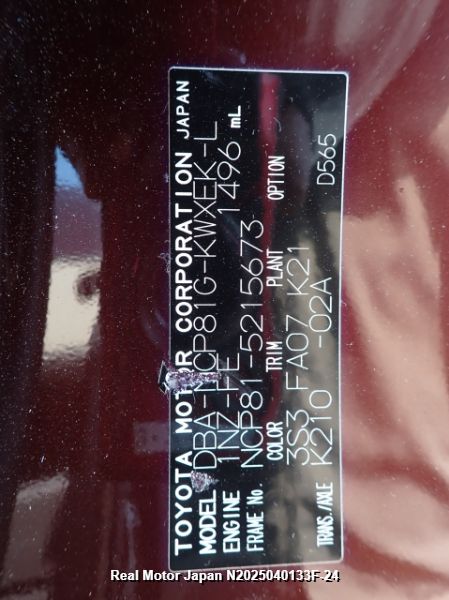 TOYOTA MOTOR CORPORATION JAPAN
MODEL DBA-NCP81G-KWXEK-L
ENGINE 1NZ-FE 1496 mL
FRAME No. NCP81-5215673
COLOR TRIM PLANT OPTION
3S3 FA07 K21
TRANS./AXLE K210 -02A D565
Real Motor Japan N2025040133F-24